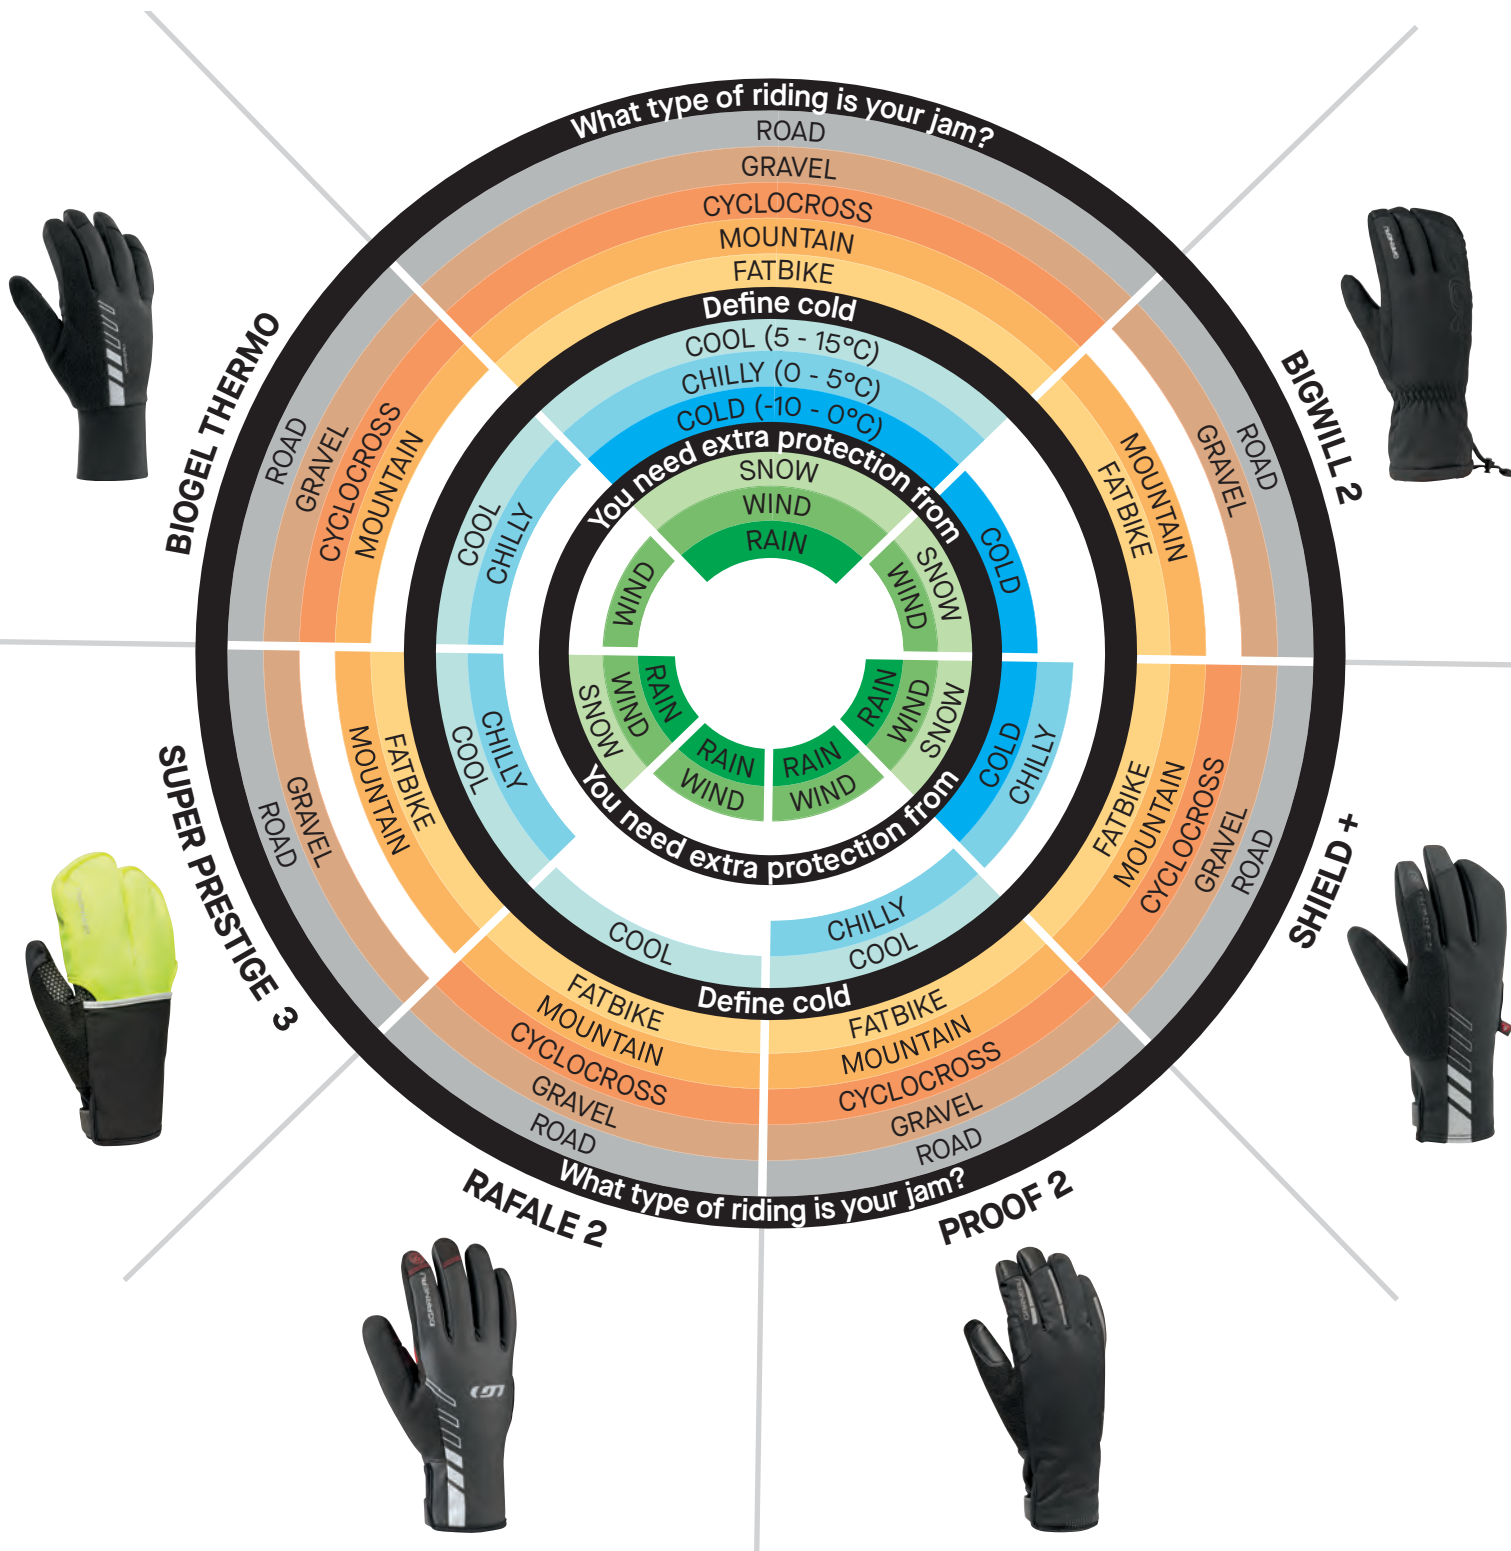 What type of riding is your jam?
ROAD
GRAVEL
CYCLOCROSS
MOUNTAIN
FATBIKE
Define cold
COOL (5 - 15°C)
CHILLY (0 - 5°C)
COLD (-10 - 0°C)
You need extra protection from
SNOW
WIND
RAIN
BIGWILL 2
ROAD
GRAVEL
MOUNTAIN
FATBIKE
COLD
SNOW
WIND
SHIELD +
ROAD
GRAVEL
CYCLOCROSS
MOUNTAIN
FATBIKE
CHILLY
COLD
SNOW
WIND
RAIN
PROOF 2
ROAD
GRAVEL
CYCLOCROSS
MOUNTAIN
FATBIKE
COOL
CHILLY
WIND
RAIN
RAFALE 2
ROAD
GRAVEL
CYCLOCROSS
MOUNTAIN
FATBIKE
COOL
WIND
RAIN
SUPER PRESTIGE 3
ROAD
GRAVEL
MOUNTAIN
FATBIKE
COOL
CHILLY
SNOW
WIND
RAIN
BIOGEL THERMO
ROAD
GRAVEL
CYCLOCROSS
MOUNTAIN
COOL
CHILLY
WIND
You need extra protection from
Define cold
What type of riding is your jam?